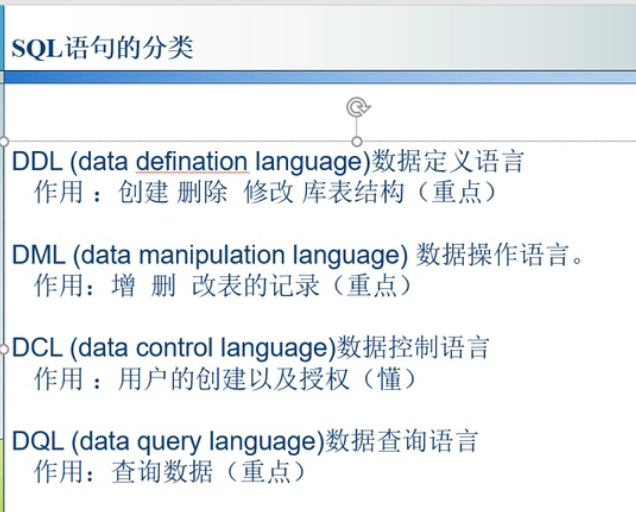 SQL语句的分类
DDL (data defination language)数据定义语言
作用 ：创建 删除 修改 库表结构（重点）
DML (data manipulation language) 数据操作语言。
作用：增 删 改表的记录（重点）
DCL (data control language)数据控制语言
作用 ：用户的创建以及授权（懂）
DQL (data query language)数据查询语言
作用：查询数据（重点）